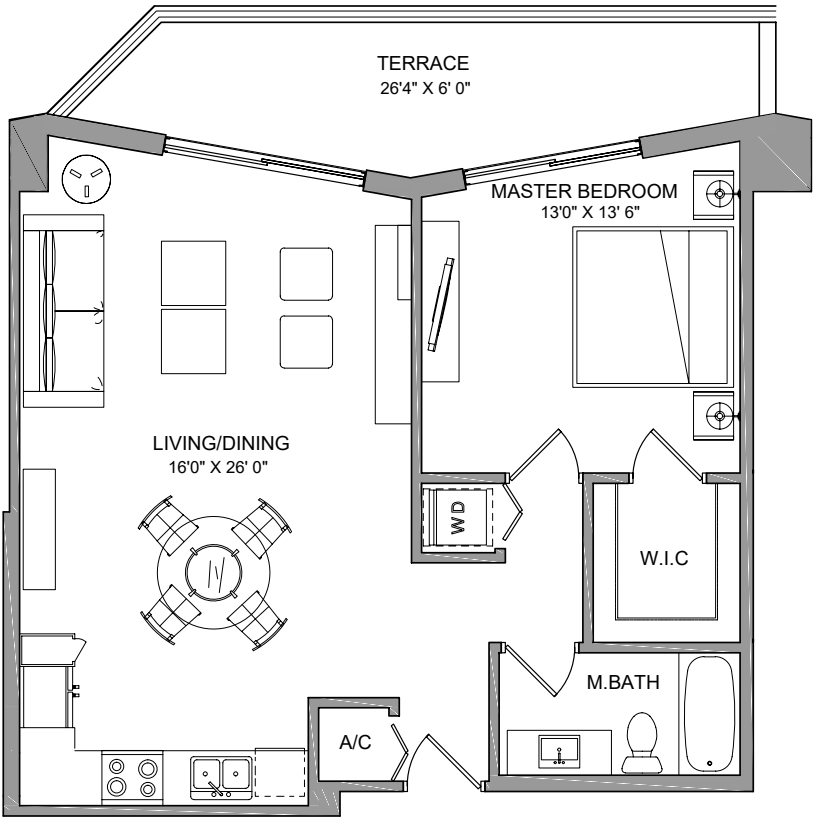 TERRACE
26'4" X 6' 0"
MASTER BEDROOM
13'0" X 13' 6"
LIVING/DINING
16'0" X 26' 0"
WD
W.I.C
M.BATH
A/C